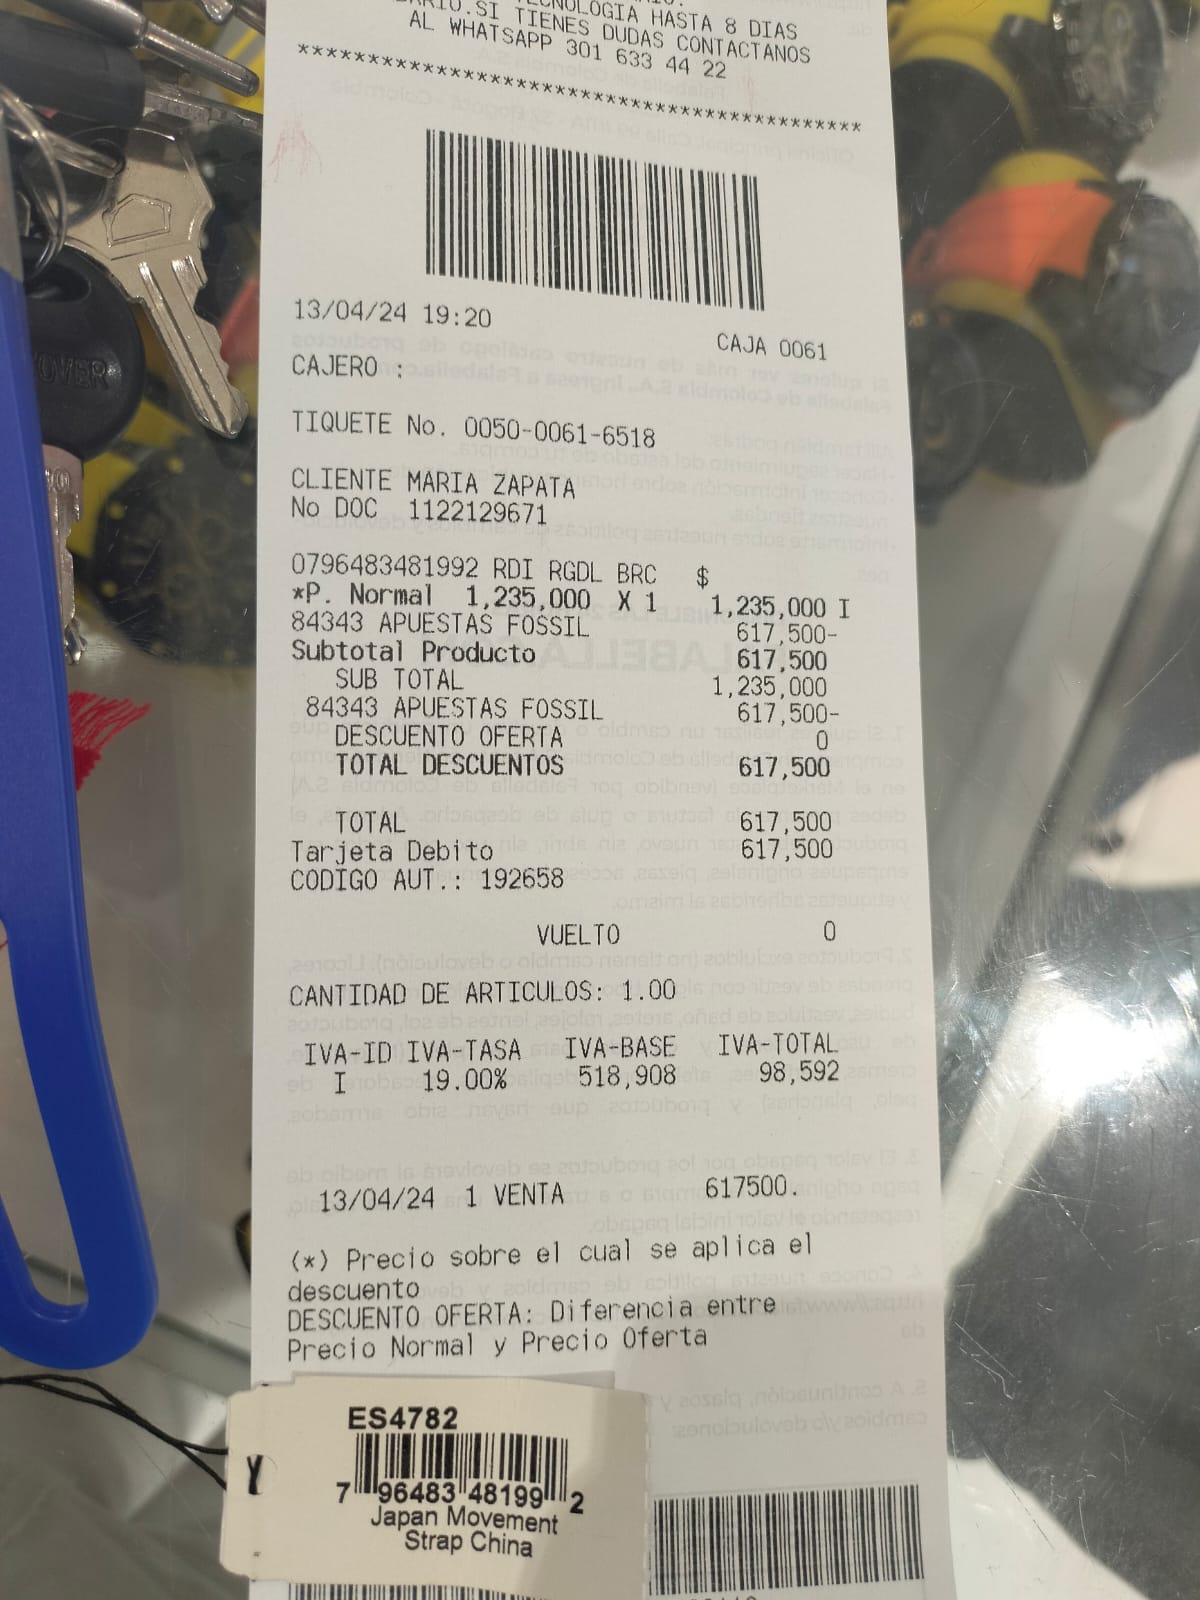 TECNOLOGIA HASTA 8 DIAS
SI TIENES DUDAS CONTACTANOS
AL WHATSAPP 301 633 44 22
************************************************
13/04/24 19:20
CAJA 0061
CAJERO :
TIQUETE No. 0050-0061-6518
CLIENTE MARIA ZAPATA
No DOC 1122129671
0796483481992 RDI RGDL BRC $
*P. Normal 1,235,000 X 1 1,235,000 I
84343 APUESTAS FOSSIL 617,500-
Subtotal Producto 617,500
SUB TOTAL 1,235,000
84343 APUESTAS FOSSIL 617,500-
DESCUENTO OFERTA 0
TOTAL DESCUENTOS 617,500
TOTAL 617,500
Tarjeta Debito 617,500
CODIGO AUT.: 192658
VUELTO 0
CANTIDAD DE ARTICULOS: 1.00
IVA-ID IVA-TASA IVA-BASE IVA-TOTAL
I 19.00% 518,908 98,592
13/04/24 1 VENTA 617500.
(*) Precio sobre el cual se aplica el
descuento
DESCUENTO OFERTA: Diferencia entre
Precio Normal y Precio Oferta
ES4782
7 96483 48199 2
Japan Movement
Strap China